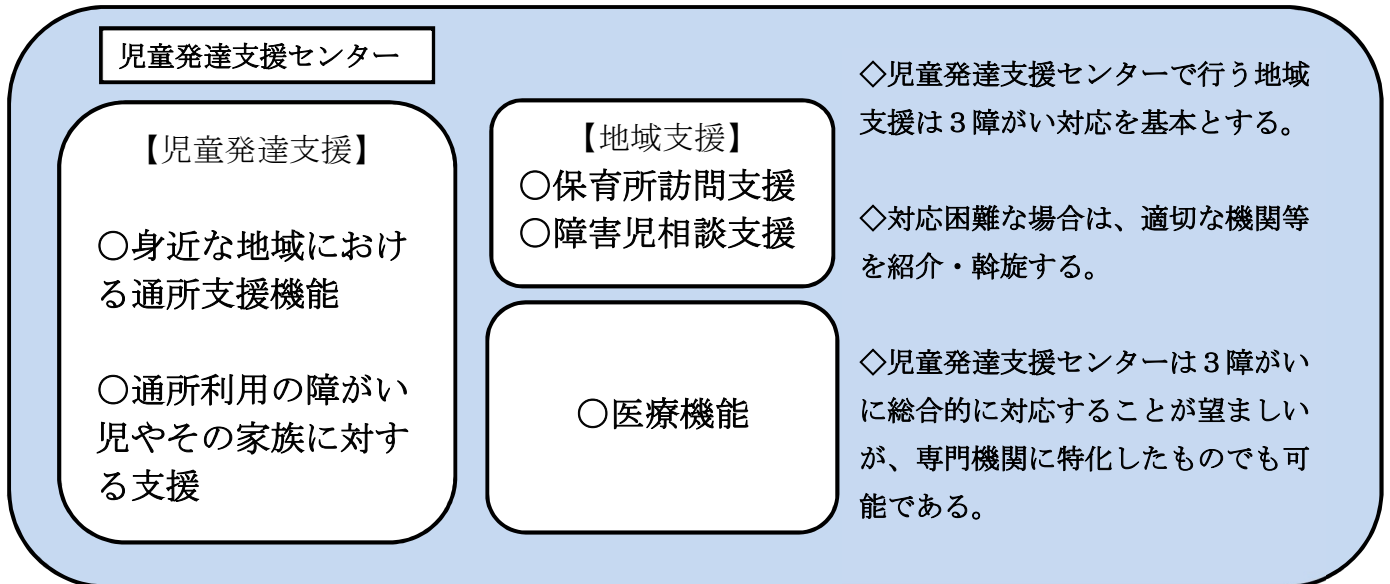 児童発達支援センター
【児童発達支援】
○身近な地域におけ
る通所支援機能
○通所利用の障がい
児やその家族に対す
る支援
【地域支援】
○保育所訪問支援
○障害児相談支援
○医療機能
◇児童発達支援センターで行う地域
支援は３障がい対応を基本とする。
◇対応困難な場合は、適切な機関等
を紹介・斡旋する。
◇児童発達支援センターは３障がい
に総合的に対応することが望ましい
が、専門機関に特化したものでも可
能である。